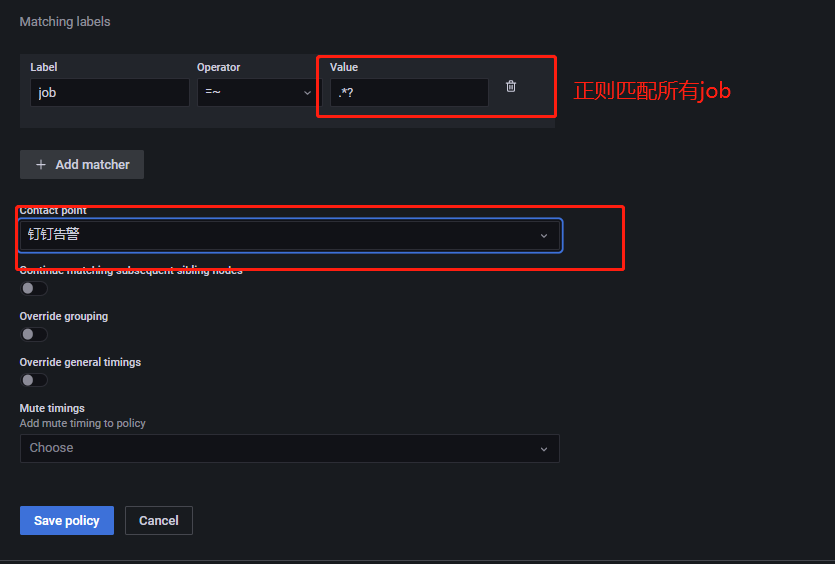 Matching labels
Label Operator Value
job =~ .*?
正则匹配所有job
+ Add matcher
Contact point
钉钉告警
Continue matching subsequent sibling nodes
Override grouping
Override general timings
Mute timings
Add mute timing to policy
Choose
Save policy Cancel